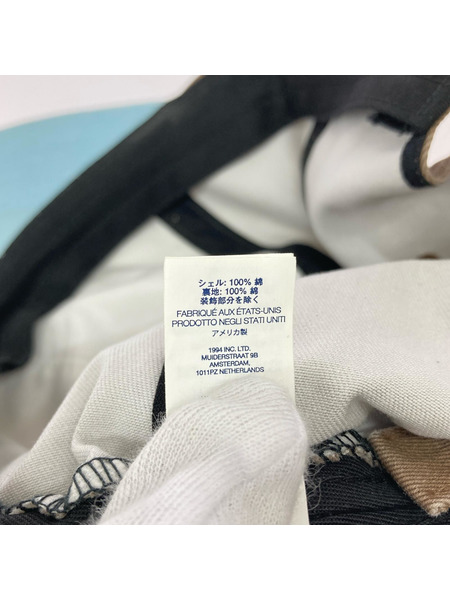 シェル: 100% 綿
裏地: 100% 綿
装飾部分を除く
FABRIQUÉ AUX ÉTATS-UNIS
PRODOTTO NEGLI STATI UNITI
アメリカ製
1994 INC. LTD.
MUIDERSTRAAT 9B
AMSTERDAM,
1011PZ NETHERLANDS